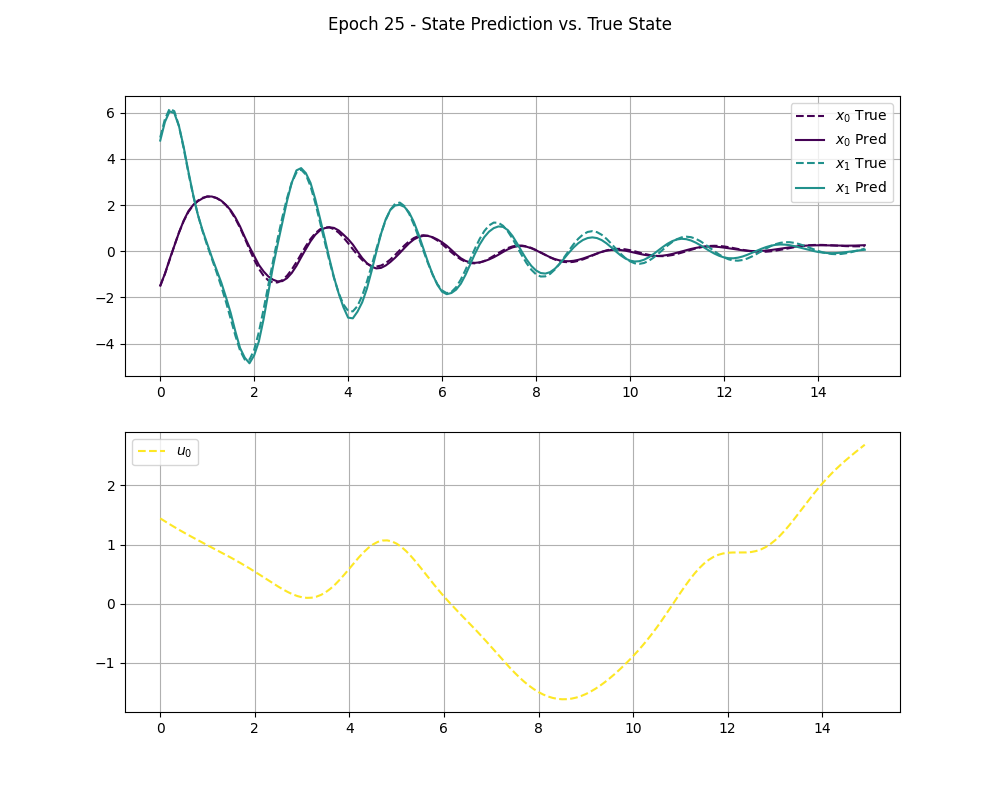 Epoch 25 - State Prediction vs. True State
6
4
2
0
−2
−4
x₀ True
x₀ Pred
x₁ True
x₁ Pred
0 2 4 6 8 10 12 14
2
1
0
−1
u₀
0 2 4 6 8 10 12 14